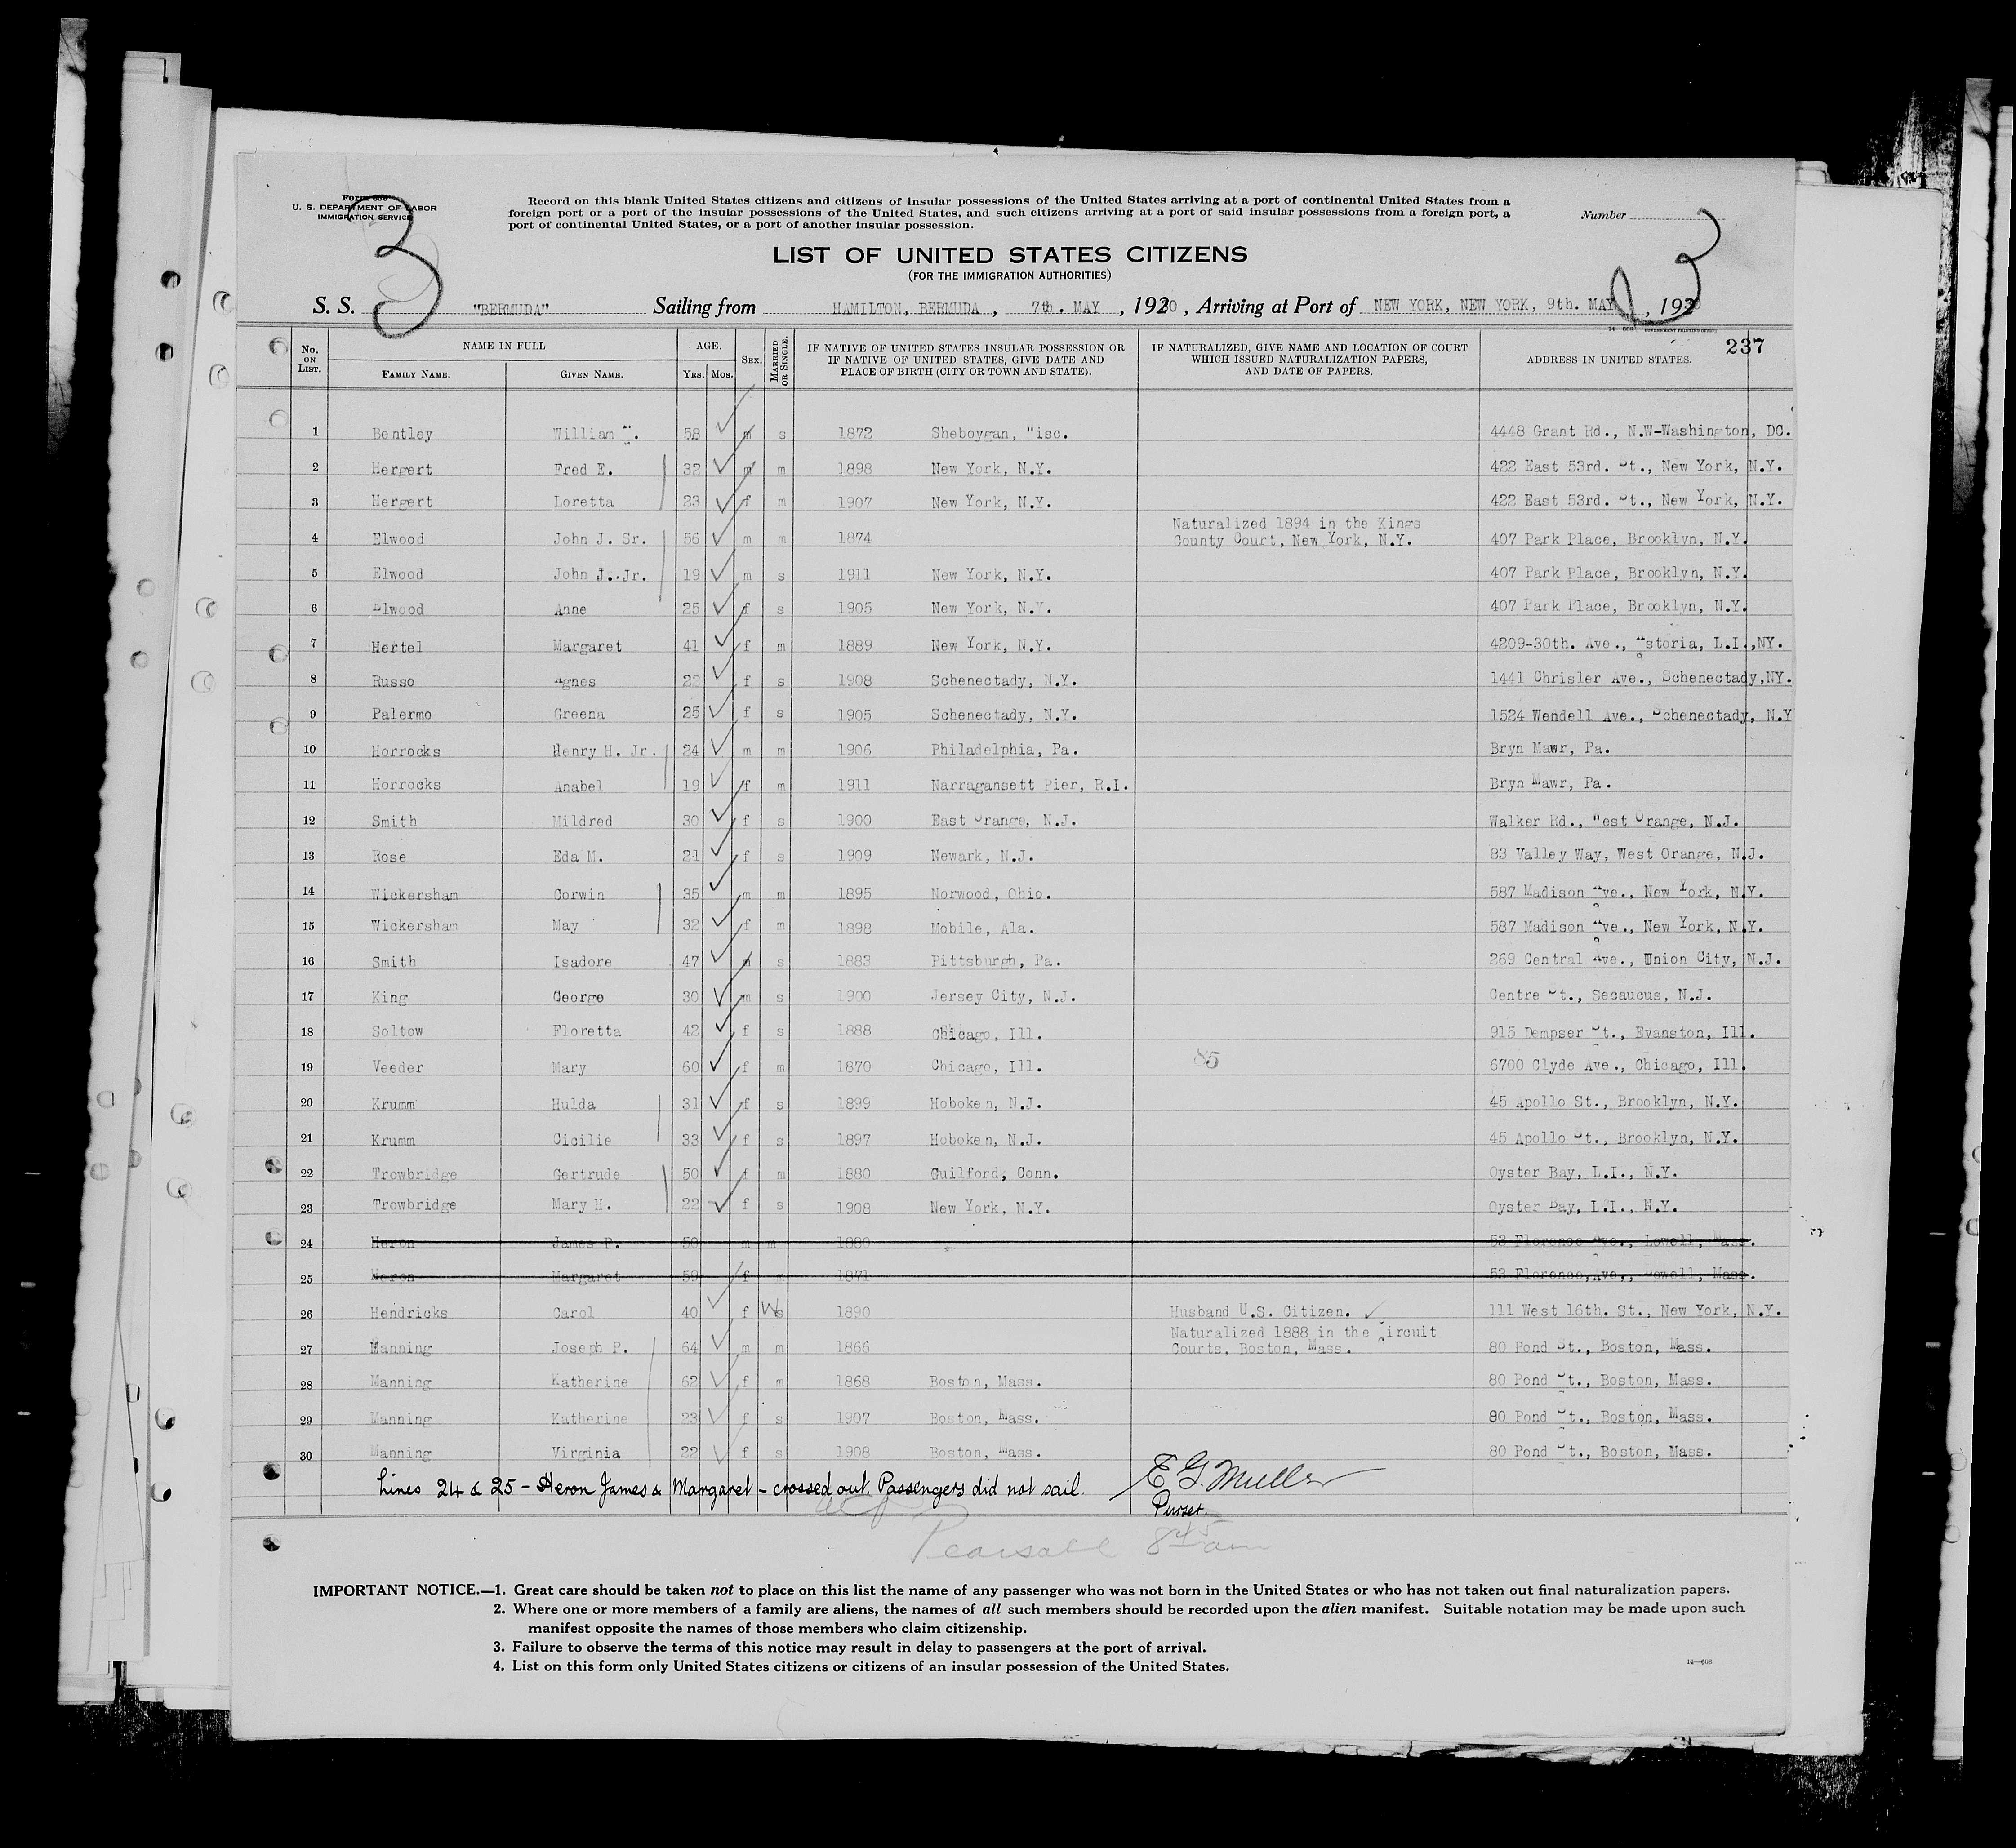 Form 630
U. S. DEPARTMENT OF LABOR
IMMIGRATION SERVICE
3
Record on this blank United States citizens and citizens of insular possessions of the United States arriving at a port of continental United States from a
foreign port or a port of the insular possessions of the United States, and such citizens arriving at a port of said insular possessions from a foreign port, a
port of continental United States, or a port of another insular possession.
Number
3
LIST OF UNITED STATES CITIZENS
(FOR THE IMMIGRATION AUTHORITIES)
S. S. "BERMUDA" Sailing from HAMILTON, BERMUDA, 7th. MAY, 1930, Arriving at Port of NEW YORK, NEW YORK, 9th. MAY, 1930
237
No. ON LIST. NAME IN FULL FAMILY NAME. GIVEN NAME. AGE. YRS. MOS. SEX. MARRIED OR SINGLE. IF NATIVE OF UNITED STATES INSULAR POSSESSION OR IF NATIVE OF UNITED STATES, GIVE DATE AND PLACE OF BIRTH (CITY OR TOWN AND STATE). IF NATURALIZED, GIVE NAME AND LOCATION OF COURT WHICH ISSUED NATURALIZATION PAPERS, AND DATE OF PAPERS. ADDRESS IN UNITED STATES.
1 Bentley William 58 m s 1872 Sheboygan, Wisc. 4448 Grant Rd., N.W-Washington, DC.
2 Hergert Fred E. 32 m m 1898 New York, N.Y. 422 East 53rd. St., New York, N.Y.
3 Hergert Loretta 23 f m 1907 New York, N.Y. 422 East 53rd. St., New York, N.Y.
4 Elwood John J. Sr. 56 m m 1874 Naturalized 1894 in the Kings County Court, New York, N.Y. 407 Park Place, Brooklyn, N.Y.
5 Elwood John J. Jr. 19 m s 1911 New York, N.Y. 407 Park Place, Brooklyn, N.Y.
6 Elwood Anne 25 f s 1905 New York, N.Y. 407 Park Place, Brooklyn, N.Y.
7 Hertel Margaret 41 f m 1889 New York, N.Y. 4209-30th. Ave., Astoria, L.I.,NY.
8 Russo Agnes 22 f s 1908 Schenectady, N.Y. 1441 Chrisler Ave., Schenectady,NY.
9 Palermo Greena 25 f s 1905 Schenectady, N.Y. 1524 Wendell Ave., Schenectady, N.Y
10 Horrocks Henry H. Jr. 24 m m 1906 Philadelphia, Pa. Bryn Mawr, Pa.
11 Horrocks Anabel 19 f m 1911 Narragansett Pier, R.I. Bryn Mawr, Pa.
12 Smith Mildred 30 f s 1900 East Orange, N.J. Walker Rd., West Orange, N.J.
13 Rose Eda M. 21 f s 1909 Newark, N.J. 83 Valley Way, West Orange, N.J.
14 Wickersham Corwin 35 m m 1895 Norwood, Ohio. 587 Madison Ave., New York, N.Y.
15 Wickersham May 32 f m 1898 Mobile, Ala. 587 Madison Ave., New York, N.Y.
16 Smith Isadore 47 m s 1883 Pittsburgh, Pa. 269 Central Ave., Union City, N.J.
17 King George 30 m s 1900 Jersey City, N.J. Centre St., Secaucus, N.J.
18 Soltow Floretta 42 f s 1888 Chicago, Ill. 915 Dempser St., Evanston, Ill.
19 Veeder Mary 60 f m 1870 Chicago, Ill. 85 6700 Clyde Ave., Chicago, Ill.
20 Krumm Hulda 31 f s 1899 Hoboken, N.J. 45 Apollo St., Brooklyn, N.Y.
21 Krumm Cicilie 33 f s 1897 Hoboken, N.J. 45 Apollo St., Brooklyn, N.Y.
22 Trowbridge Gertrude 50 f m 1880 Guilford, Conn. Oyster Bay, L.I., N.Y.
23 Trowbridge Mary H. 22 f s 1908 New York, N.Y. Oyster Bay, L.I., N.Y.
24 Heron James P. 50 m m 1880 53 Florence Ave., Lowell, Mass.
25 Heron Margaret 59 f m 1871 53 Florence, Ave., Lowell, Mass.
26 Hendricks Carol 40 f W s 1890 Husband U.S. Citizen. 111 West 16th. St., New York, N.Y.
27 Manning Joseph P. 64 m m 1866 Naturalized 1888 in the Circuit Courts, Boston, Mass. 80 Pond St., Boston, Mass.
28 Manning Katherine 62 f m 1868 Boston, Mass. 80 Pond St., Boston, Mass.
29 Manning Katherine 23 f s 1907 Boston, Mass. 80 Pond St., Boston, Mass.
30 Manning Virginia 22 f s 1908 Boston, Mass. 80 Pond St., Boston, Mass.
Lines 24 & 25 - Heron James & Margaret - crossed out. Passengers did not sail. E G. Muller
Purser.
Pearsall 8 45 am
IMPORTANT NOTICE.—1. Great care should be taken not to place on this list the name of any passenger who was not born in the United States or who has not taken out final naturalization papers.
2. Where one or more members of a family are aliens, the names of all such members should be recorded upon the alien manifest. Suitable notation may be made upon such
manifest opposite the names of those members who claim citizenship.
3. Failure to observe the terms of this notice may result in delay to passengers at the port of arrival.
4. List on this form only United States citizens or citizens of an insular possession of the United States.